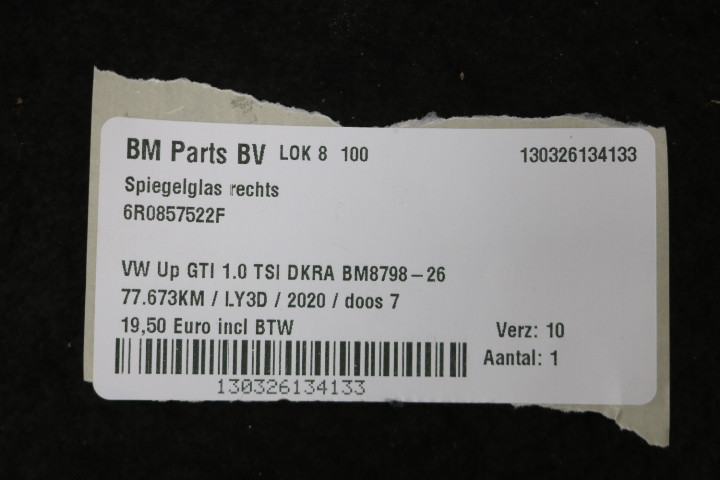 BM Parts BV LOK 8 100 130326134133
Spiegelglas rechts
6R0857522F
VW Up GTI 1.0 TSI DKRA BM8798-26
77.673KM / LY3D / 2020 / doos 7
19,50 Euro incl BTW Verz: 10
Aantal: 1
130326134133